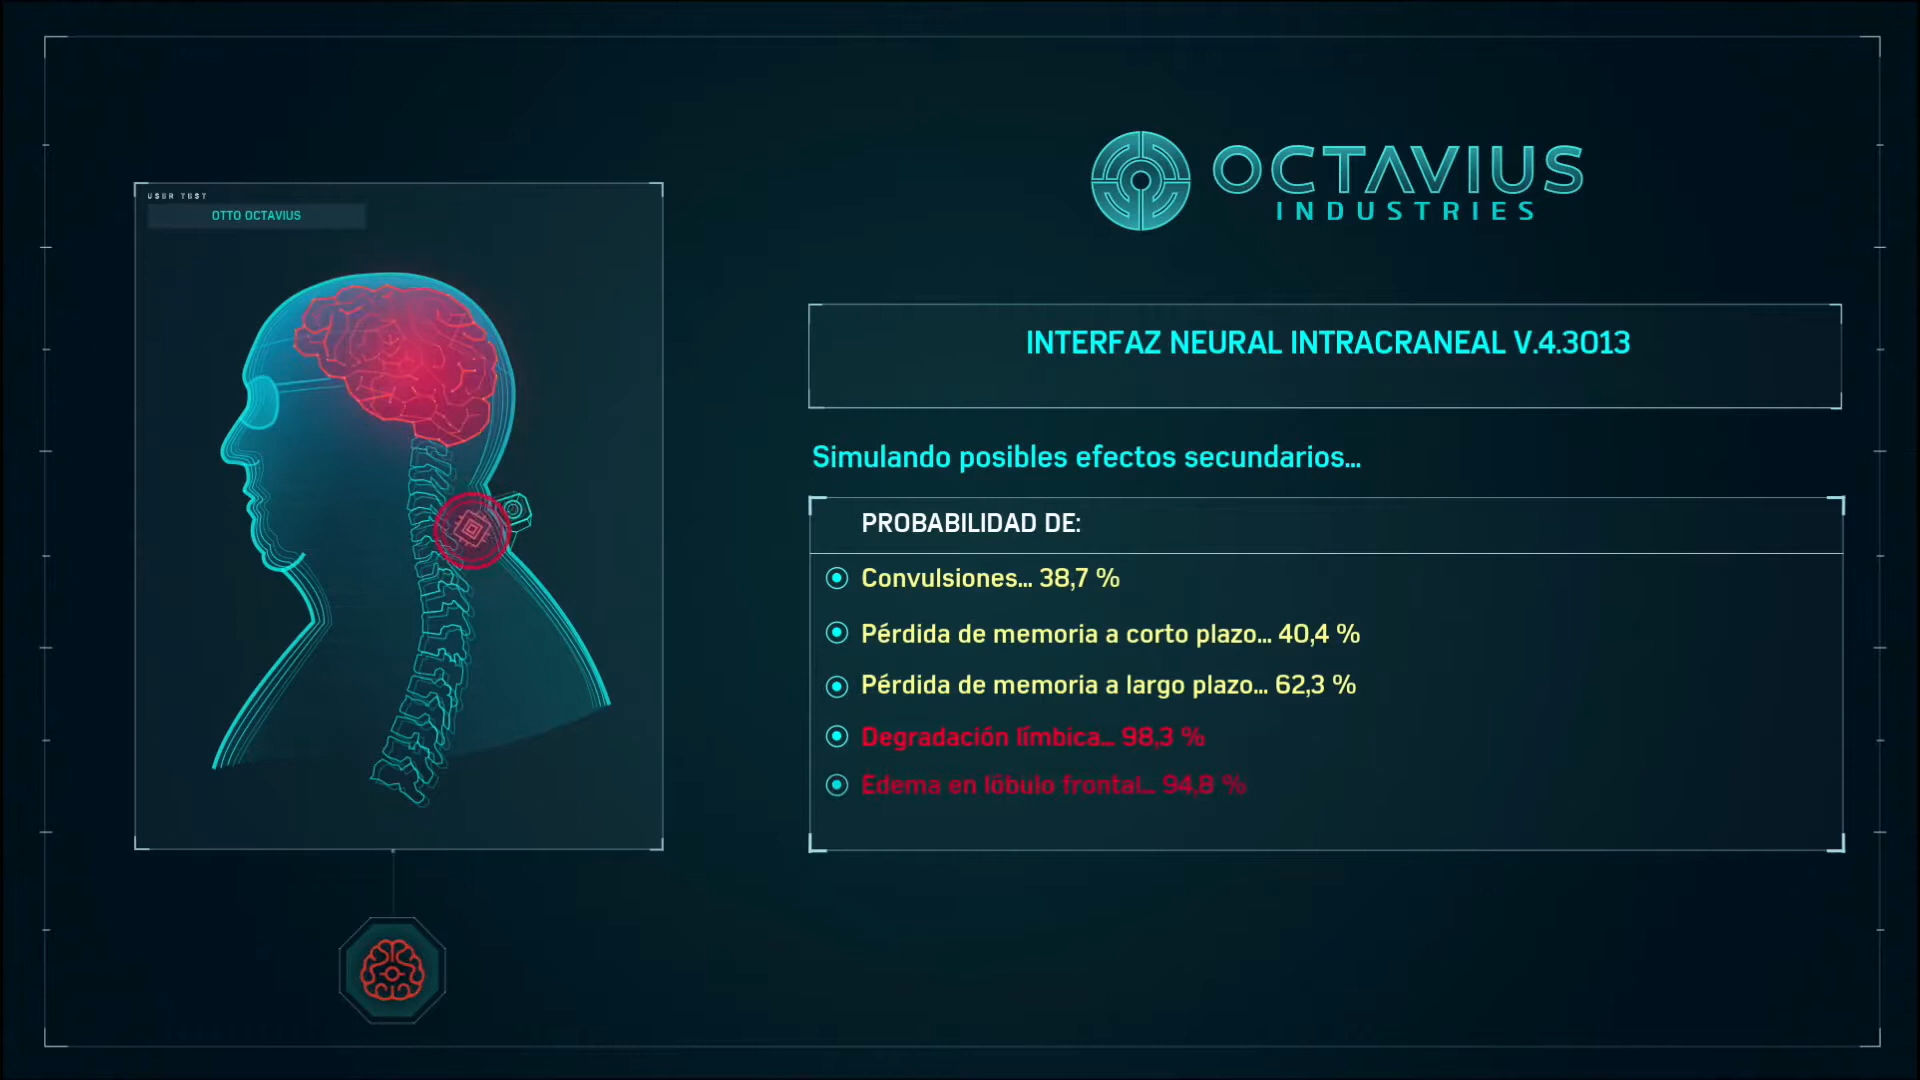 USER TEST
OTTO OCTAVIUS
OCTAVIUS
INDUSTRIES
INTERFAZ NEURAL INTRACRANEAL V.4.3013
Simulando posibles efectos secundarios...
PROBABILIDAD DE:
Convulsiones... 38,7 %
Pérdida de memoria a corto plazo... 40,4 %
Pérdida de memoria a largo plazo... 62,3 %
Degradación límbica... 98,3 %
Edema en lóbulo frontal... 94,8 %